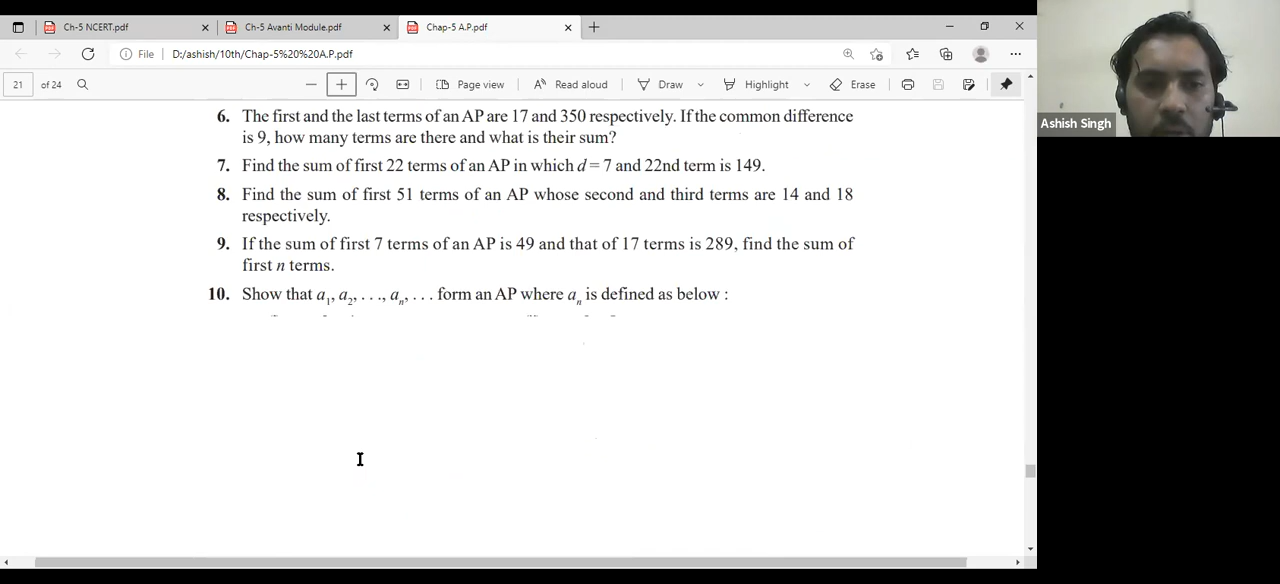 Ch-5 NCERT.pdf
Ch-5 Avanti Module.pdf
Chap-5 A.P.pdf
File
D:/ashish/10th/Chap-5%20%20A.P.pdf
21 of 24
Page view
Read aloud
Draw
Highlight
Erase
Ashish Singh
6. The first and the last terms of an AP are 17 and 350 respectively. If the common difference
is 9, how many terms are there and what is their sum?
7. Find the sum of first 22 terms of an AP in which d = 7 and 22nd term is 149.
8. Find the sum of first 51 terms of an AP whose second and third terms are 14 and 18
respectively.
9. If the sum of first 7 terms of an AP is 49 and that of 17 terms is 289, find the sum of
first n terms.
10. Show that a₁, a₂, . . ., aₙ, . . . form an AP where aₙ is defined as below :